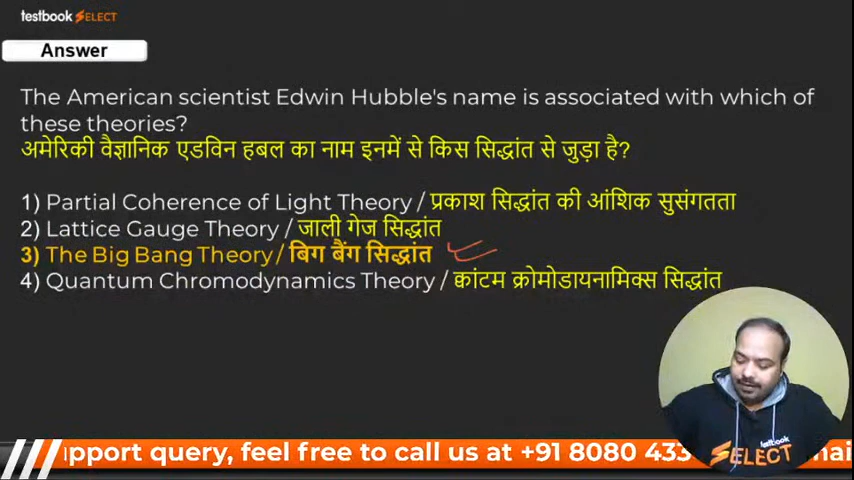 testbook SELECT
Answer
The American scientist Edwin Hubble's name is associated with which of
these theories?
अमेरिकी वैज्ञानिक एडविन हबल का नाम इनमें से किस सिद्धांत से जुड़ा है?
1) Partial Coherence of Light Theory / प्रकाश सिद्धांत की आंशिक सुसंगतता
2) Lattice Gauge Theory / जाली गेज सिद्धांत
3) The Big Bang Theory / बिग बैंग सिद्धांत
4) Quantum Chromodynamics Theory / क्वांटम क्रोमोडायनामिक्स सिद्धांत
testbook
SELECT
upport query, feel free to call us at +91 8080 433